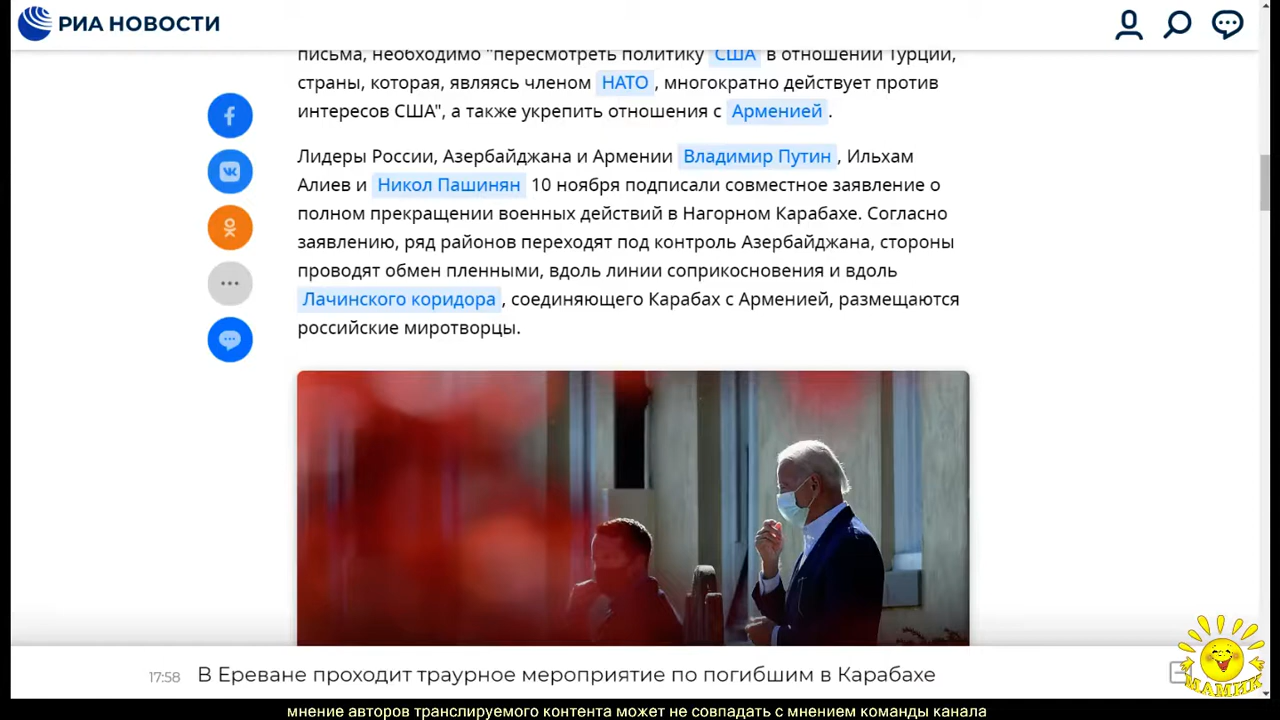 РИА НОВОСТИ
письма, необходимо "пересмотреть политику США в отношении Турции,
страны, которая, являясь членом НАТО , многократно действует против
интересов США", а также укрепить отношения с Арменией .
Лидеры России, Азербайджана и Армении Владимир Путин , Ильхам
Алиев и Никол Пашинян 10 ноября подписали совместное заявление о
полном прекращении военных действий в Нагорном Карабахе. Согласно
заявлению, ряд районов переходят под контроль Азербайджана, стороны
проводят обмен пленными, вдоль линии соприкосновения и вдоль
Лачинского коридора , соединяющего Карабах с Арменией, размещаются
российские миротворцы.
17:58 В Ереване проходит траурное мероприятие по погибшим в Карабахе
МАМИК
мнение авторов транслируемого контента может не совпадать с мнением команды канала